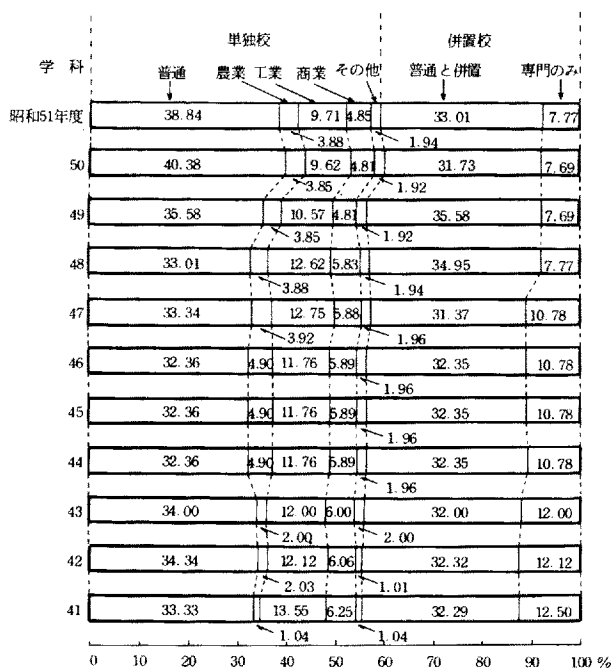 単独校 併置校
学科 普通 農業 工業 商業 その他 普通と併置 専門のみ
昭和51年度 38.84 9.71 4.85 33.01 7.77
3.88 1.94
50 40.38 9.62 4.81 31.73 7.69
3.85 1.92
49 35.58 10.57 4.81 35.58 7.69
3.85 1.92
48 33.01 12.62 5.83 34.95 7.77
3.88 1.94
47 33.34 12.75 5.88 31.37 10.78
3.92 1.96
46 32.36 4.90 11.76 5.89 32.35 10.78
1.96
45 32.36 4.90 11.76 5.89 32.35 10.78
1.96
44 32.36 4.90 11.76 5.89 32.35 10.78
1.96
43 34.00 12.00 6.00 32.00 12.00
2.00 2.00
42 34.34 12.12 6.06 32.32 12.12
2.03 1.01
41 33.33 13.55 6.25 32.29 12.50
1.04 1.04
0 10 20 30 40 50 60 70 80 90 100 %